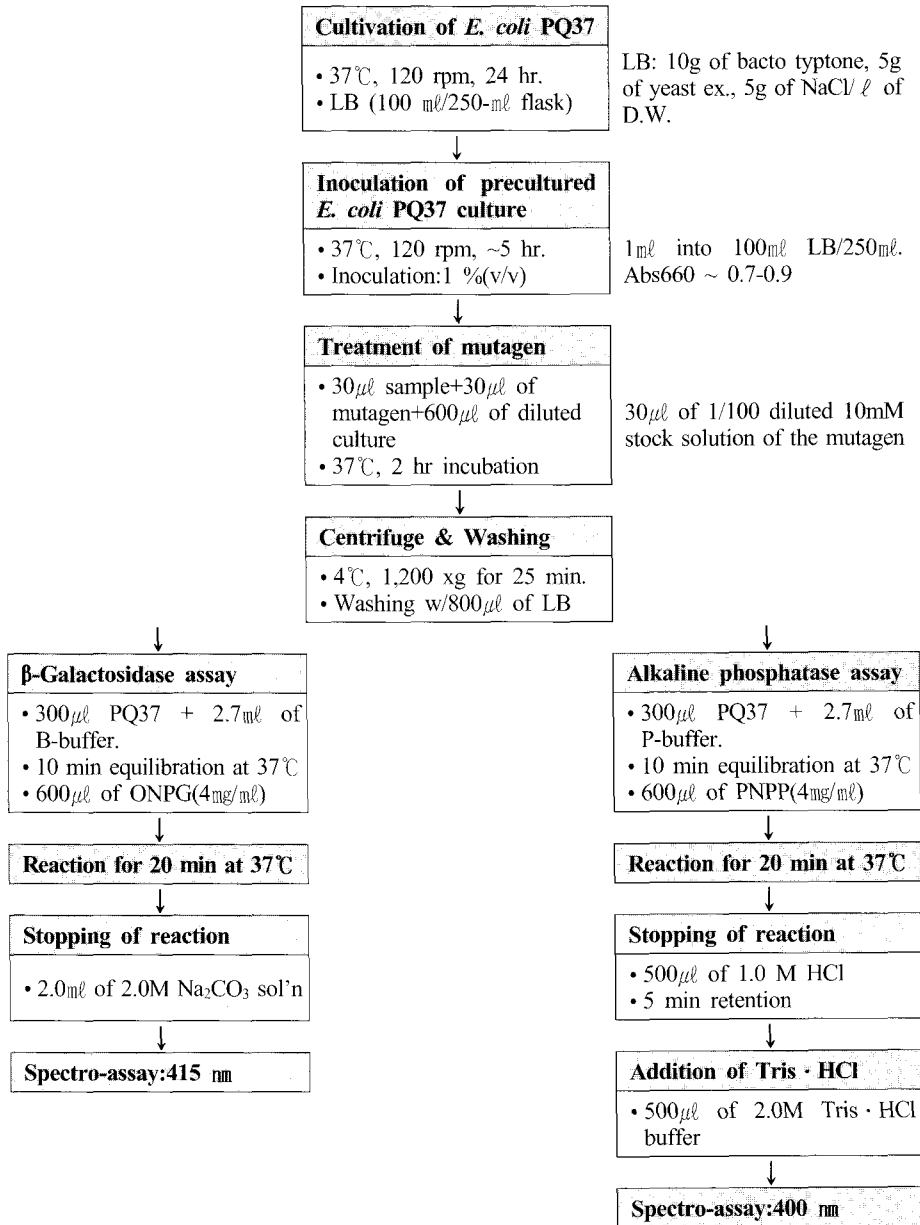 Cultivation of E. coli PQ37
• 37℃, 120 rpm, 24 hr.
• LB (100 ㎖/250-㎖ flask)
LB: 10g of bacto typtone, 5g
of yeast ex., 5g of NaCl/ ℓ of
D.W.
↓
Inoculation of precultured
E. coli PQ37 culture
• 37℃, 120 rpm, ~5 hr.
• Inoculation:1 %(v/v)
1㎖ into 100㎖ LB/250㎖.
Abs660 ~ 0.7-0.9
↓
Treatment of mutagen
• 30㎕ sample+30㎕ of
mutagen+600㎕ of diluted
culture
• 37℃, 2 hr incubation
30㎕ of 1/100 diluted 10mM
stock solution of the mutagen
↓
Centrifuge & Washing
• 4℃, 1,200 xg for 25 min.
• Washing w/800㎕ of LB
↓
β-Galactosidase assay
• 300㎕ PQ37 + 2.7㎖ of
B-buffer.
• 10 min equilibration at 37℃
• 600㎕ of ONPG(4㎎/㎖)
↓
Reaction for 20 min at 37℃
↓
Stopping of reaction
• 2.0㎖ of 2.0M Na₂CO₃ sol'n
↓
Spectro-assay:415 ㎚
↓
Alkaline phosphatase assay
• 300㎕ PQ37 + 2.7㎖ of
P-buffer.
• 10 min equilibration at 37℃
• 600㎕ of PNPP(4㎎/㎖)
↓
Reaction for 20 min at 37℃
↓
Stopping of reaction
• 500㎕ of 1.0 M HCl
• 5 min retention
↓
Addition of Tris · HCl
• 500㎕ of 2.0M Tris · HCl
buffer
↓
Spectro-assay:400 ㎚